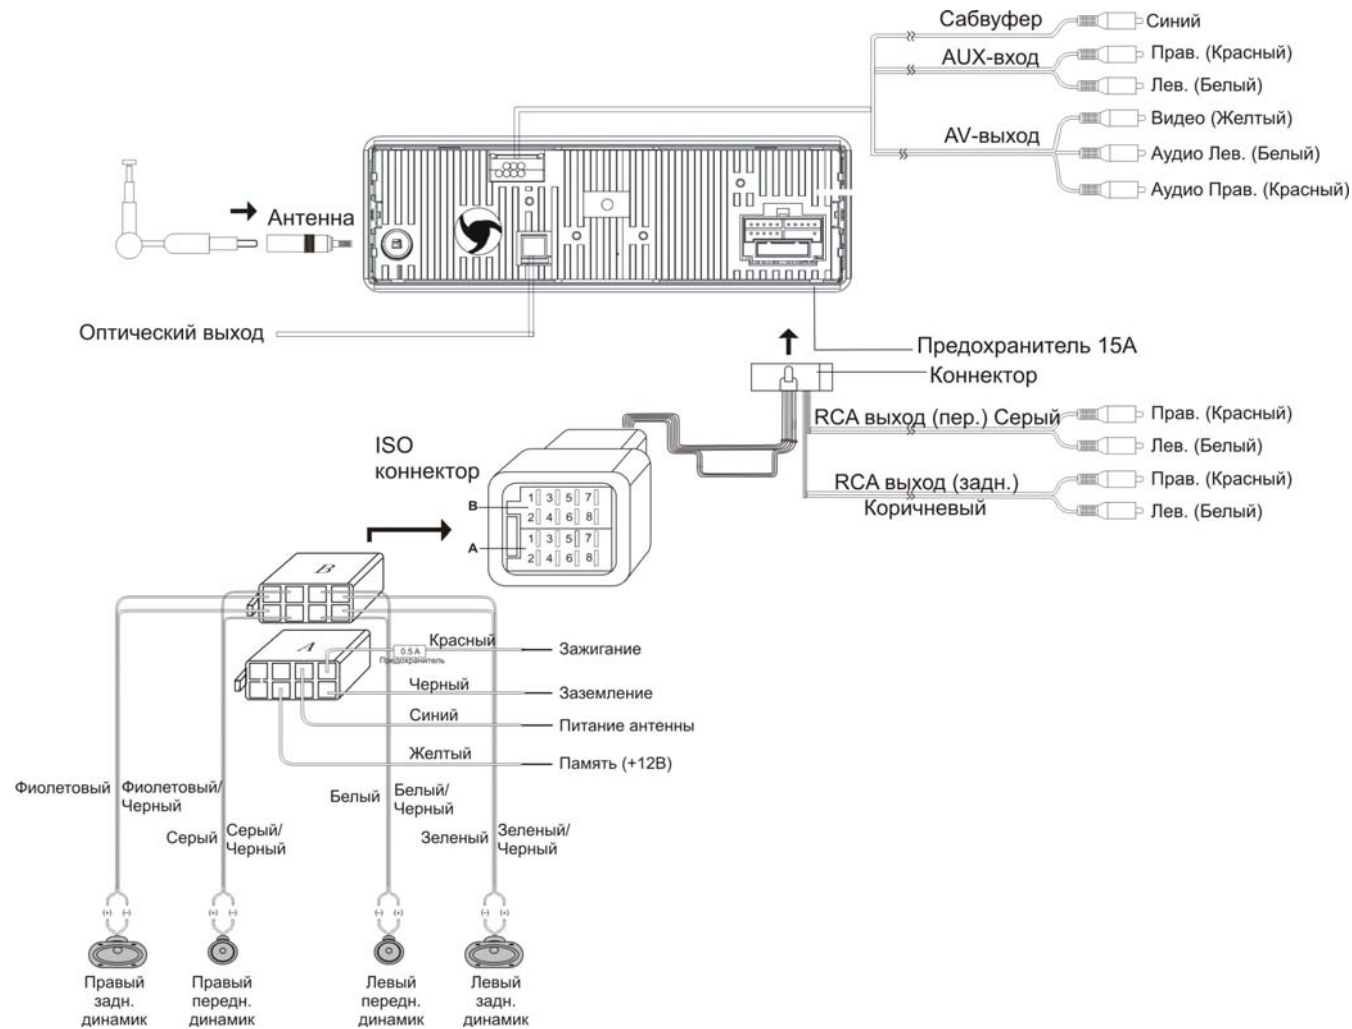 Сабвуфер
Синий
AUX-вход
Прав. (Красный)
Лев. (Белый)
AV-выход
Видео (Желтый)
Аудио Лев. (Белый)
Аудио Прав. (Красный)
Антенна
Оптический выход
Предохранитель 15А
Коннектор
RCA выход (пер.) Серый
Прав. (Красный)
Лев. (Белый)
RCA выход (задн.)
Коричневый
Прав. (Красный)
Лев. (Белый)
ISO
коннектор
B
1 3 5 7
2 4 6 8
A
1 3 5 7
2 4 6 8
B
A
Красный
0.5 А
Предохранитель
Зажигание
Черный
Заземление
Синий
Питание антенны
Желтый
Память (+12В)
Фиолетовый
Фиолетовый/
Черный
Серый
Серый/
Черный
Белый
Белый/
Черный
Зеленый
Зеленый/
Черный
(+) (-)
(+) (-)
(-) (+)
(-) (+)
Правый
задн.
динамик
Правый
передн.
динамик
Левый
передн.
динамик
Левый
задн.
динамик